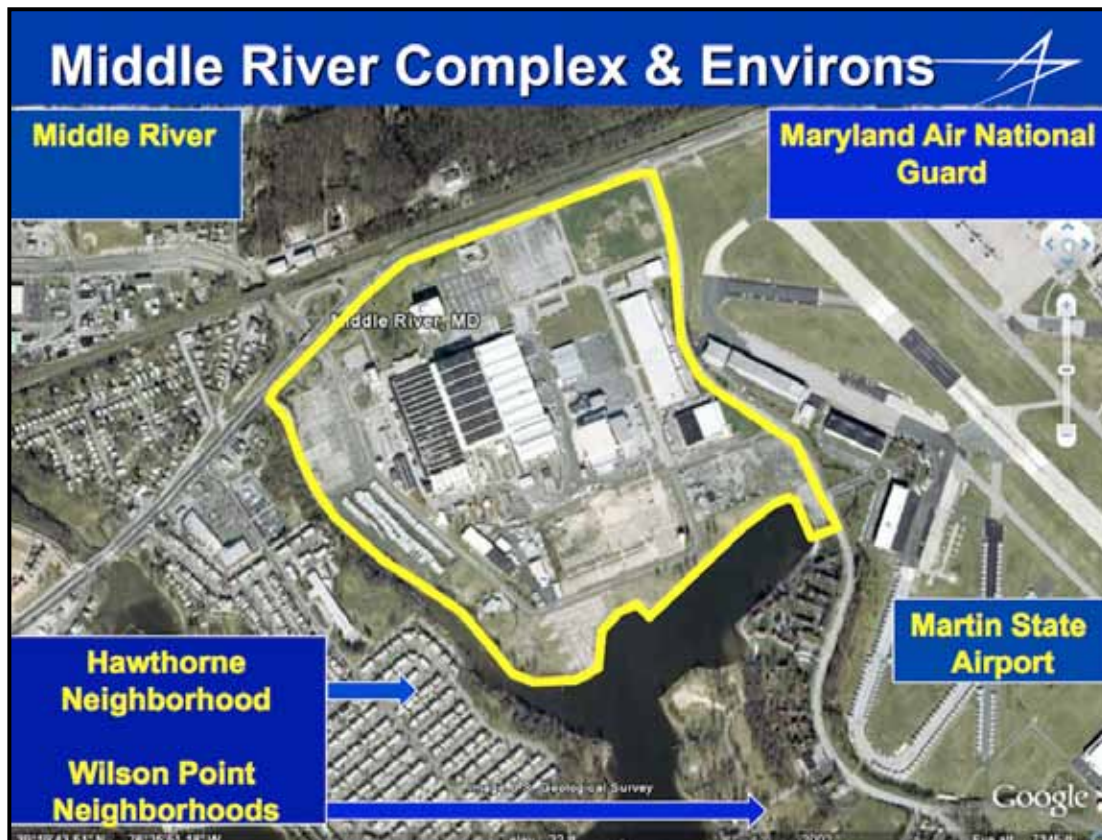 Middle River Complex & Environs
Middle River
Maryland Air National
Guard
Middle River, MD
Martin State
Airport
Hawthorne
Neighborhood
Wilson Point
Neighborhoods
Geological Survey
Google